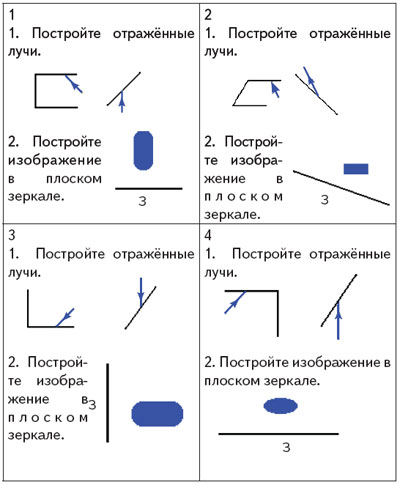 1
1. Постройте отражённые
лучи.
2. Постройте
изображение
в плоском
зеркале.
З
2
1. Постройте отражённые
лучи.
2. Построй-
те изобра-
жение в
плоском
зеркале.
З
3
1. Постройте отражённые
лучи.
2. Построй-
те изобра-
жение в
плоском
зеркале.
З
4
1. Постройте отражённые
лучи.
2. Постройте изображение в
плоском зеркале.
З